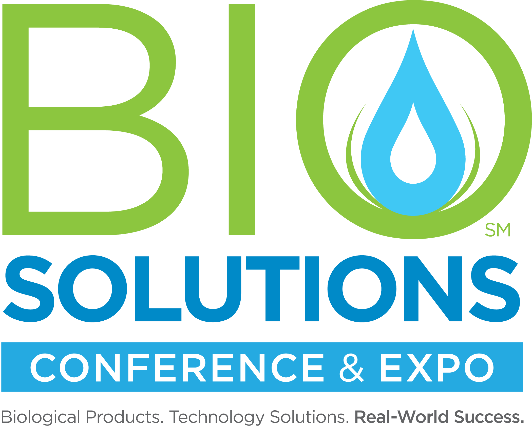 BIO
SM
SOLUTIONS
CONFERENCE & EXPO
Biological Products. Technology Solutions. Real-World Success.